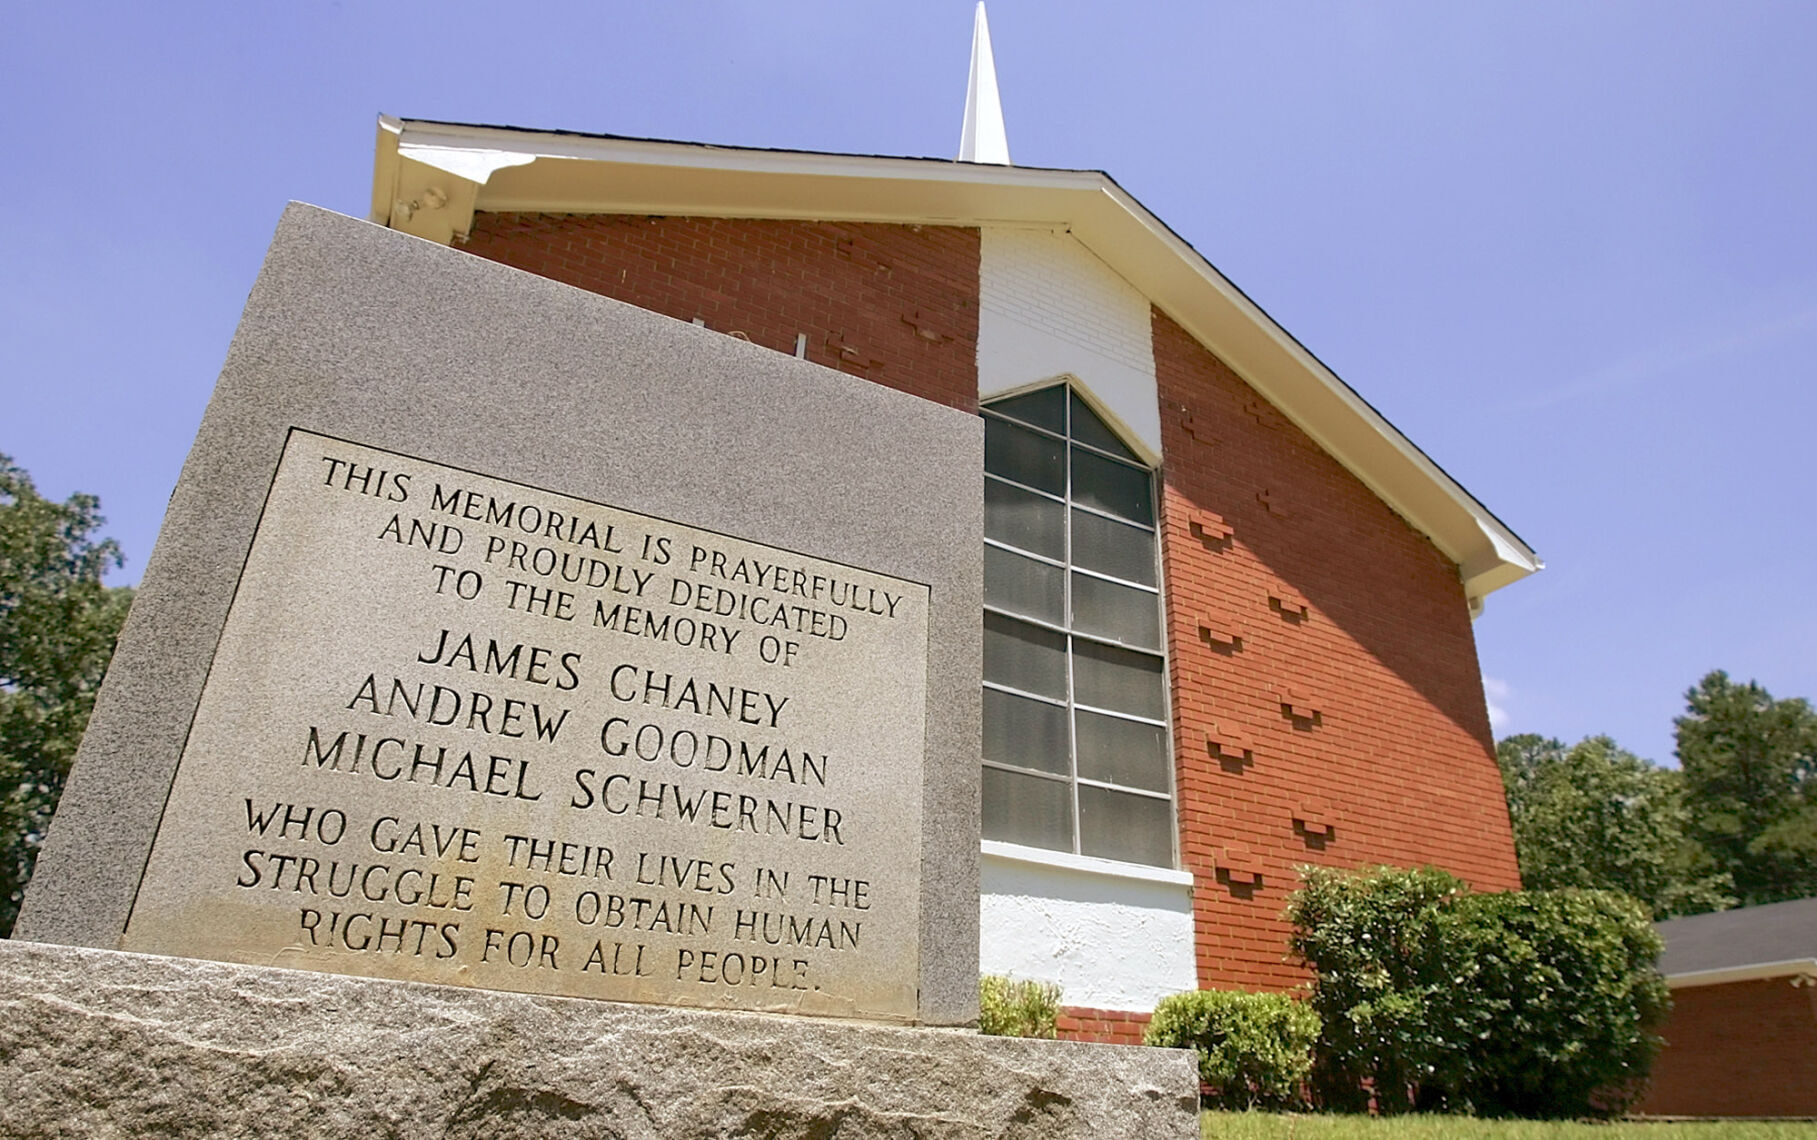 THIS MEMORIAL IS PRAYERFULLY
AND PROUDLY DEDICATED
TO THE MEMORY OF
JAMES CHANEY
ANDREW GOODMAN
MICHAEL SCHWERNER
WHO GAVE THEIR LIVES IN THE
STRUGGLE TO OBTAIN HUMAN
RIGHTS FOR ALL PEOPLE.